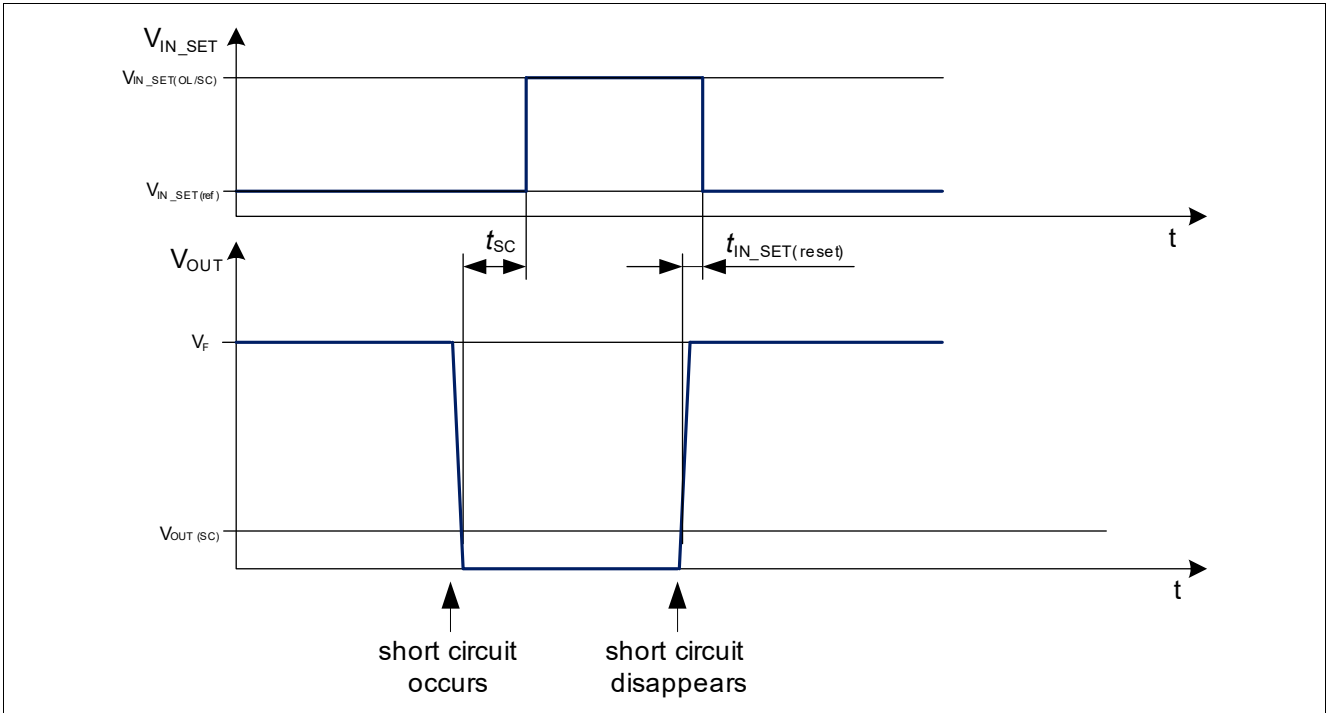 VIN_SET
VIN_SET(OL/SC)
VIN_SET(ref)
t
tSC
tIN_SET(reset)
VOUT
VF
VOUT (SC)
t
short circuit
occurs
short circuit
disappears